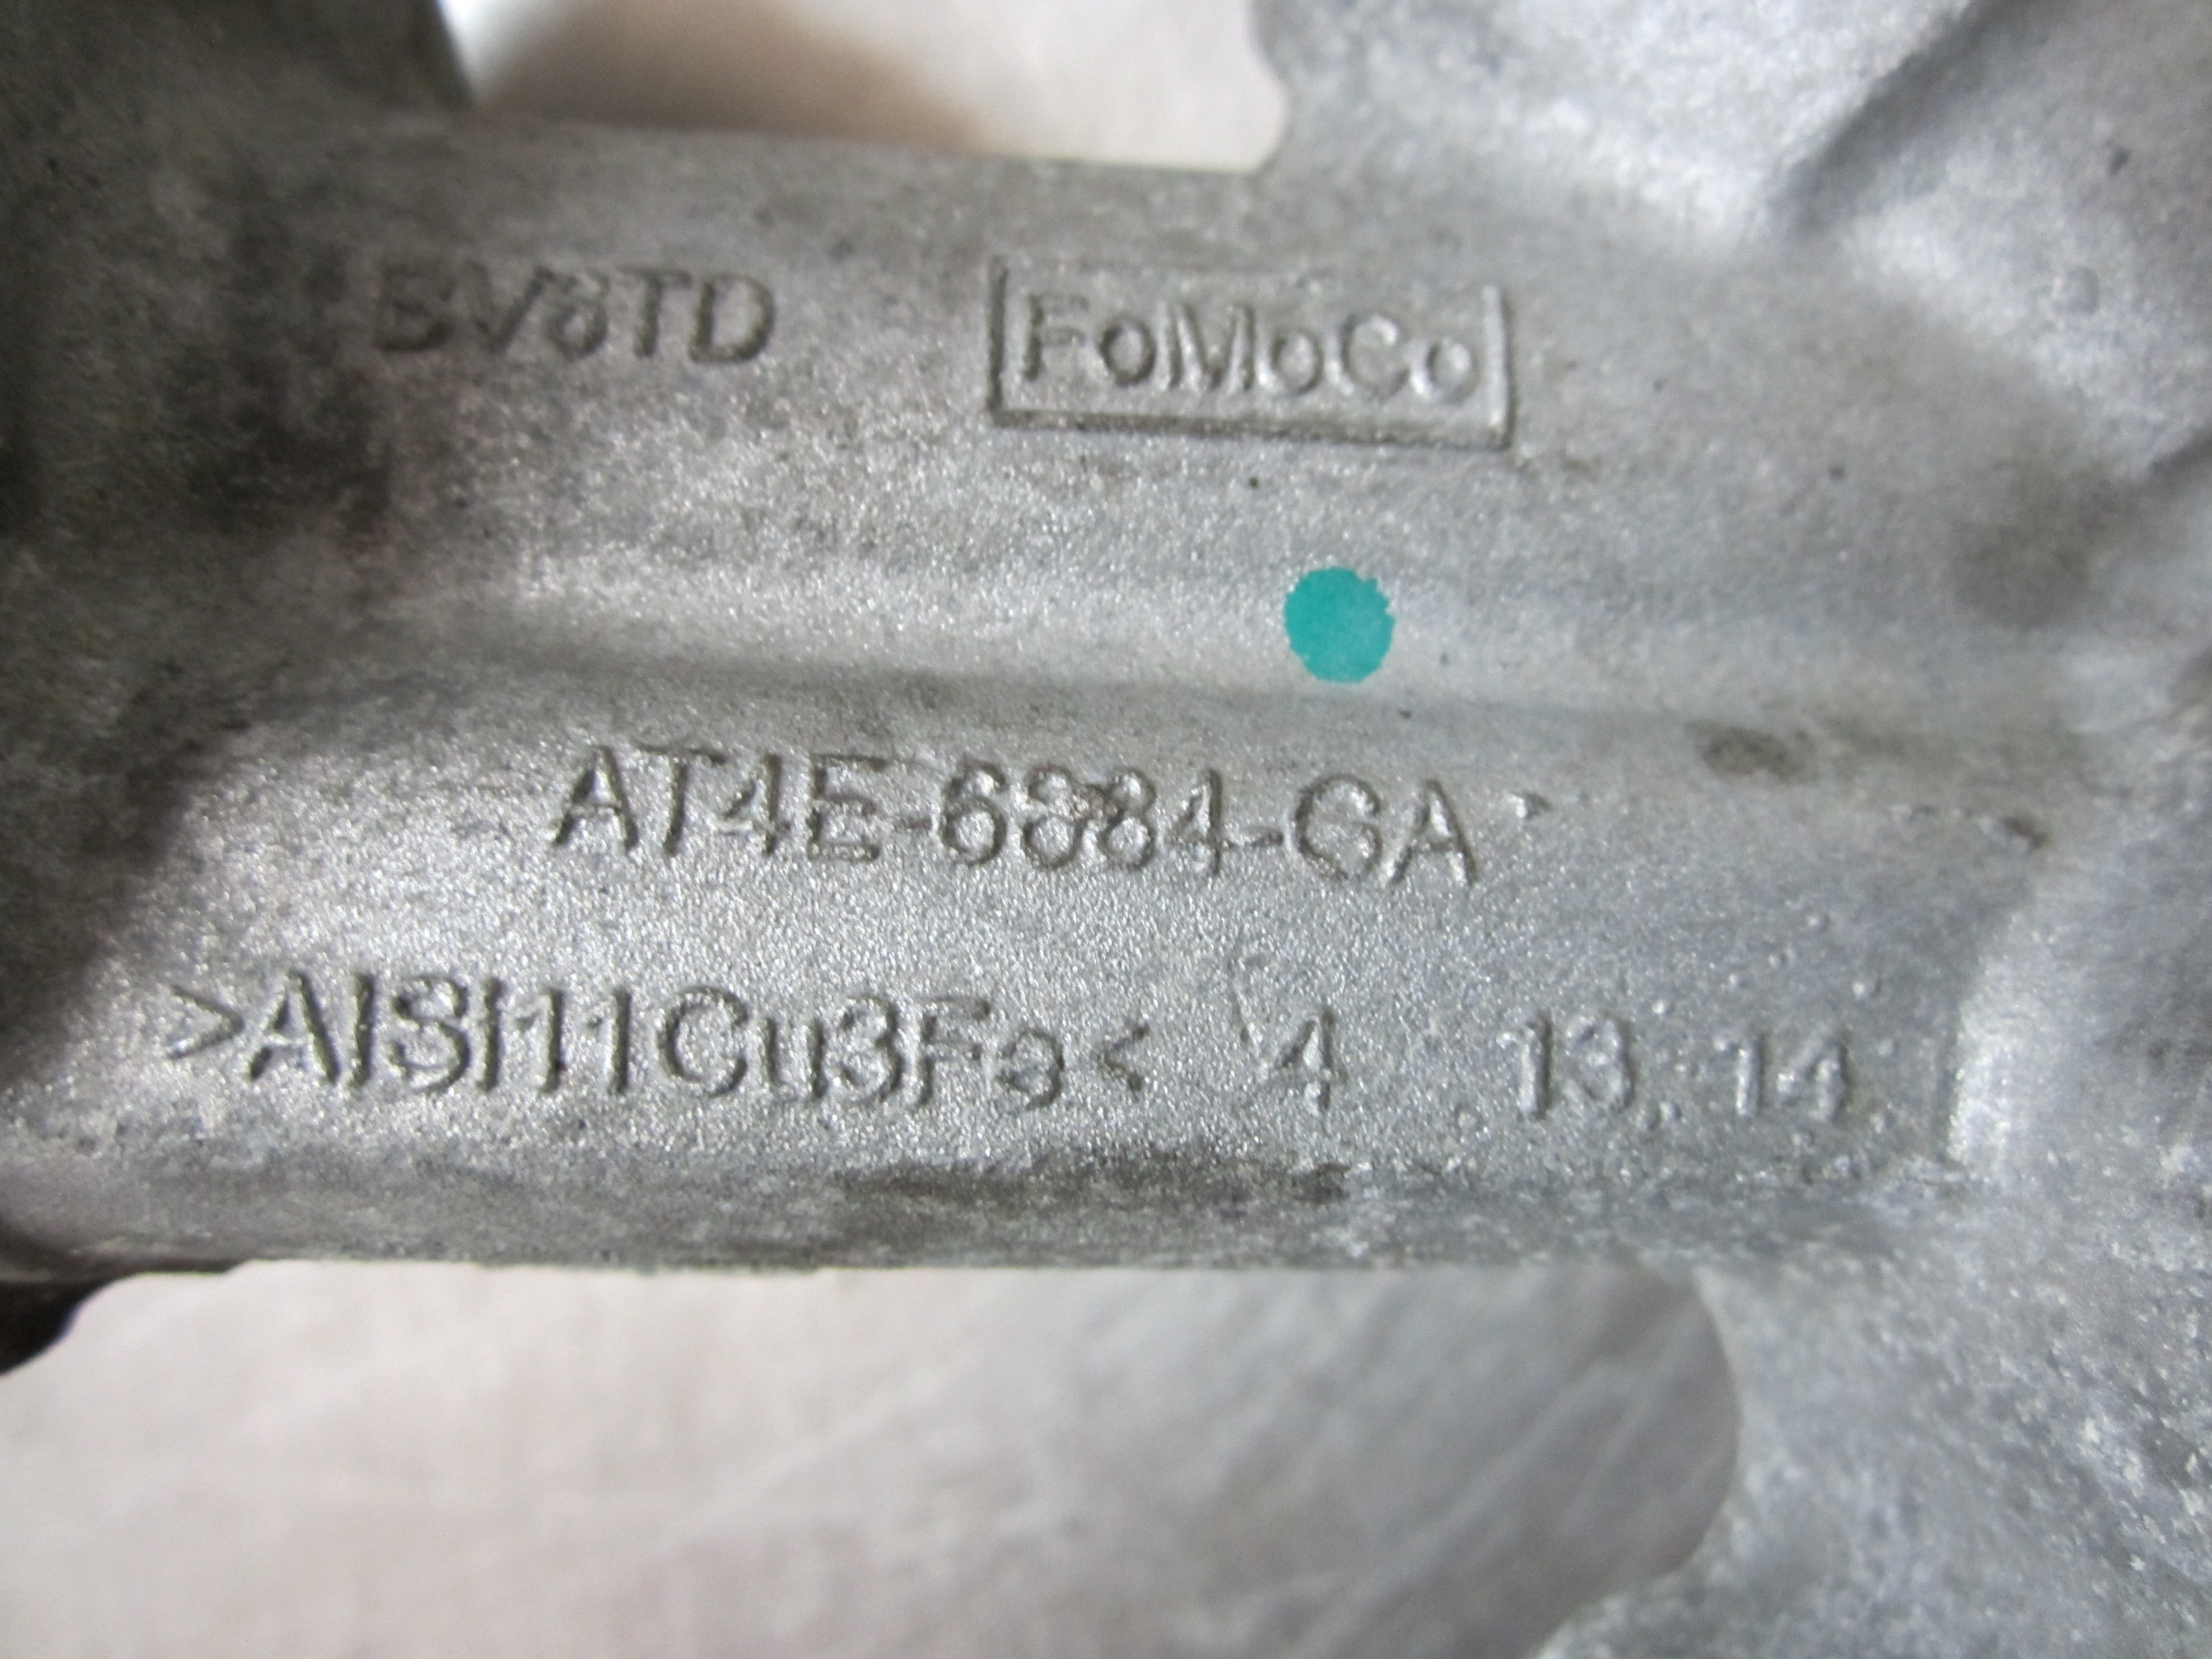 BV6TD FoMoCo
AT4E-6884-GA
>AlSi11Cu3Fe< 4 13 14